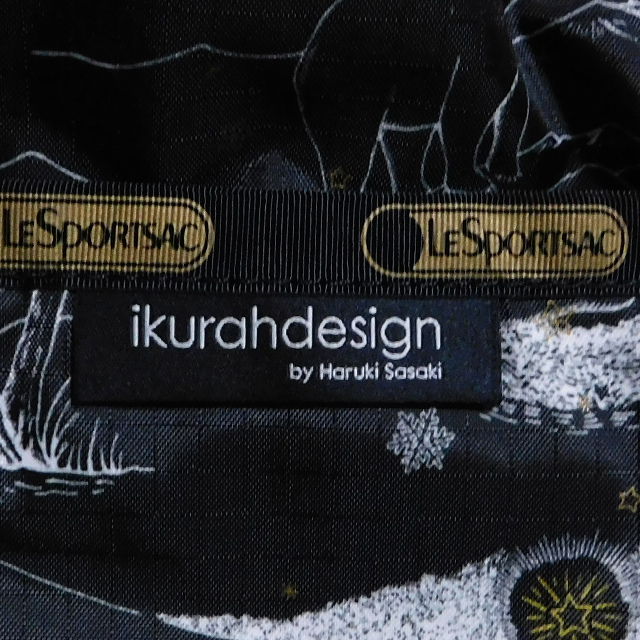 LeSportsac LeSportsac
ikurahdesign
by Haruki Sasaki